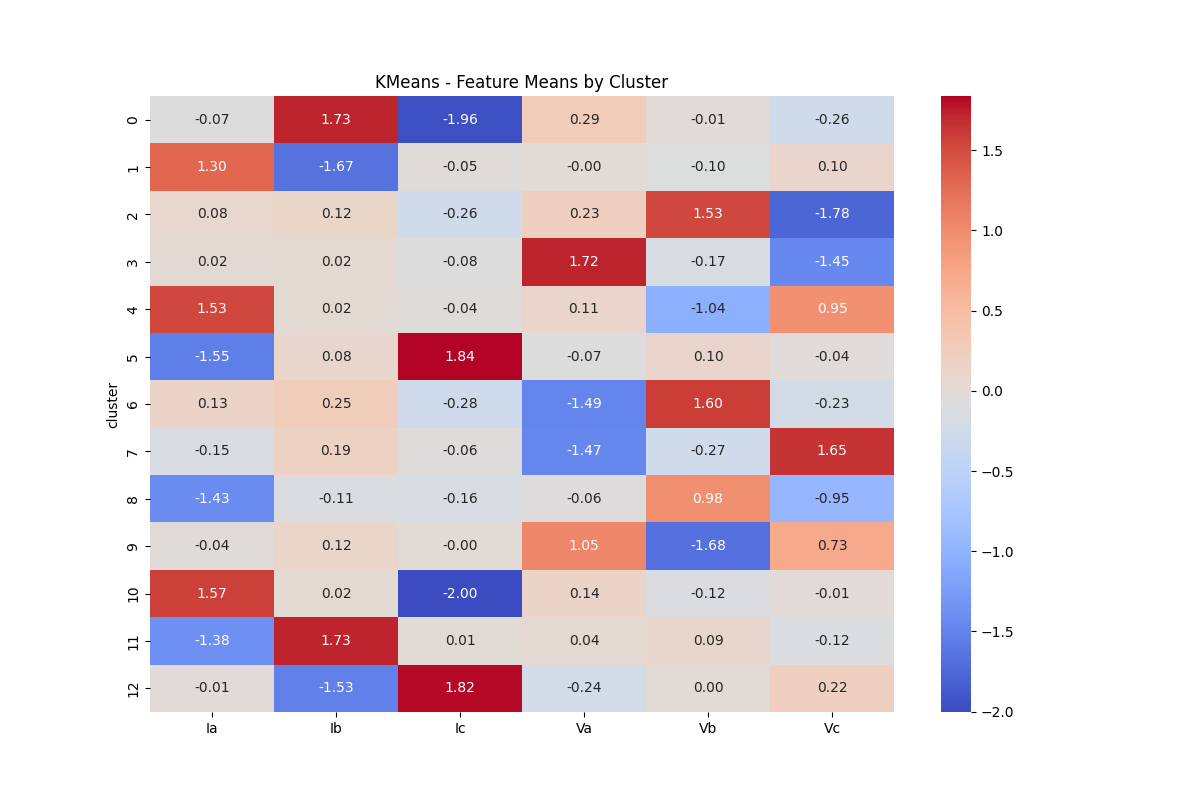 KMeans - Feature Means by Cluster
0 -0.07 1.73 -1.96 0.29 -0.01 -0.26
1 1.30 -1.67 -0.05 -0.00 -0.10 0.10
2 0.08 0.12 -0.26 0.23 1.53 -1.78
3 0.02 0.02 -0.08 1.72 -0.17 -1.45
4 1.53 0.02 -0.04 0.11 -1.04 0.95
5 -1.55 0.08 1.84 -0.07 0.10 -0.04
6 0.13 0.25 -0.28 -1.49 1.60 -0.23
7 -0.15 0.19 -0.06 -1.47 -0.27 1.65
8 -1.43 -0.11 -0.16 -0.06 0.98 -0.95
9 -0.04 0.12 -0.00 1.05 -1.68 0.73
10 1.57 0.02 -2.00 0.14 -0.12 -0.01
11 -1.38 1.73 0.01 0.04 0.09 -0.12
12 -0.01 -1.53 1.82 -0.24 0.00 0.22
Ia Ib Ic Va Vb Vc
cluster
1.5
1.0
0.5
0.0
−0.5
−1.0
−1.5
−2.0